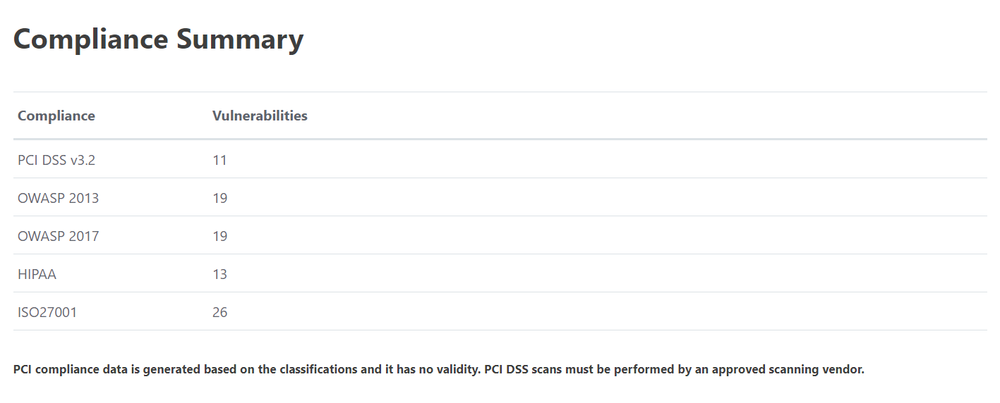 Compliance Summary
Compliance Vulnerabilities
PCI DSS v3.2 11
OWASP 2013 19
OWASP 2017 19
HIPAA 13
ISO27001 26
PCI compliance data is generated based on the classifications and it has no validity. PCI DSS scans must be performed by an approved scanning vendor.